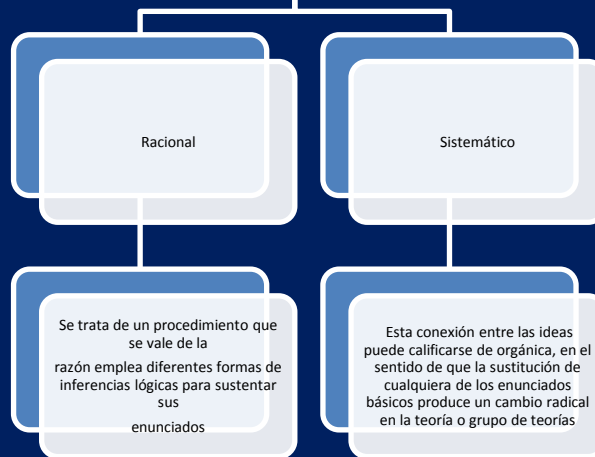 Racional
Sistemático
Se trata de un procedimiento que
se vale de la
razón emplea diferentes formas de
inferencias lógicas para sustentar
sus
enunciados
Esta conexión entre las ideas
puede calificarse de orgánica, en el
sentido de que la sustitución de
cualquiera de los enunciados
básicos produce un cambio radical
en la teoría o grupo de teorías